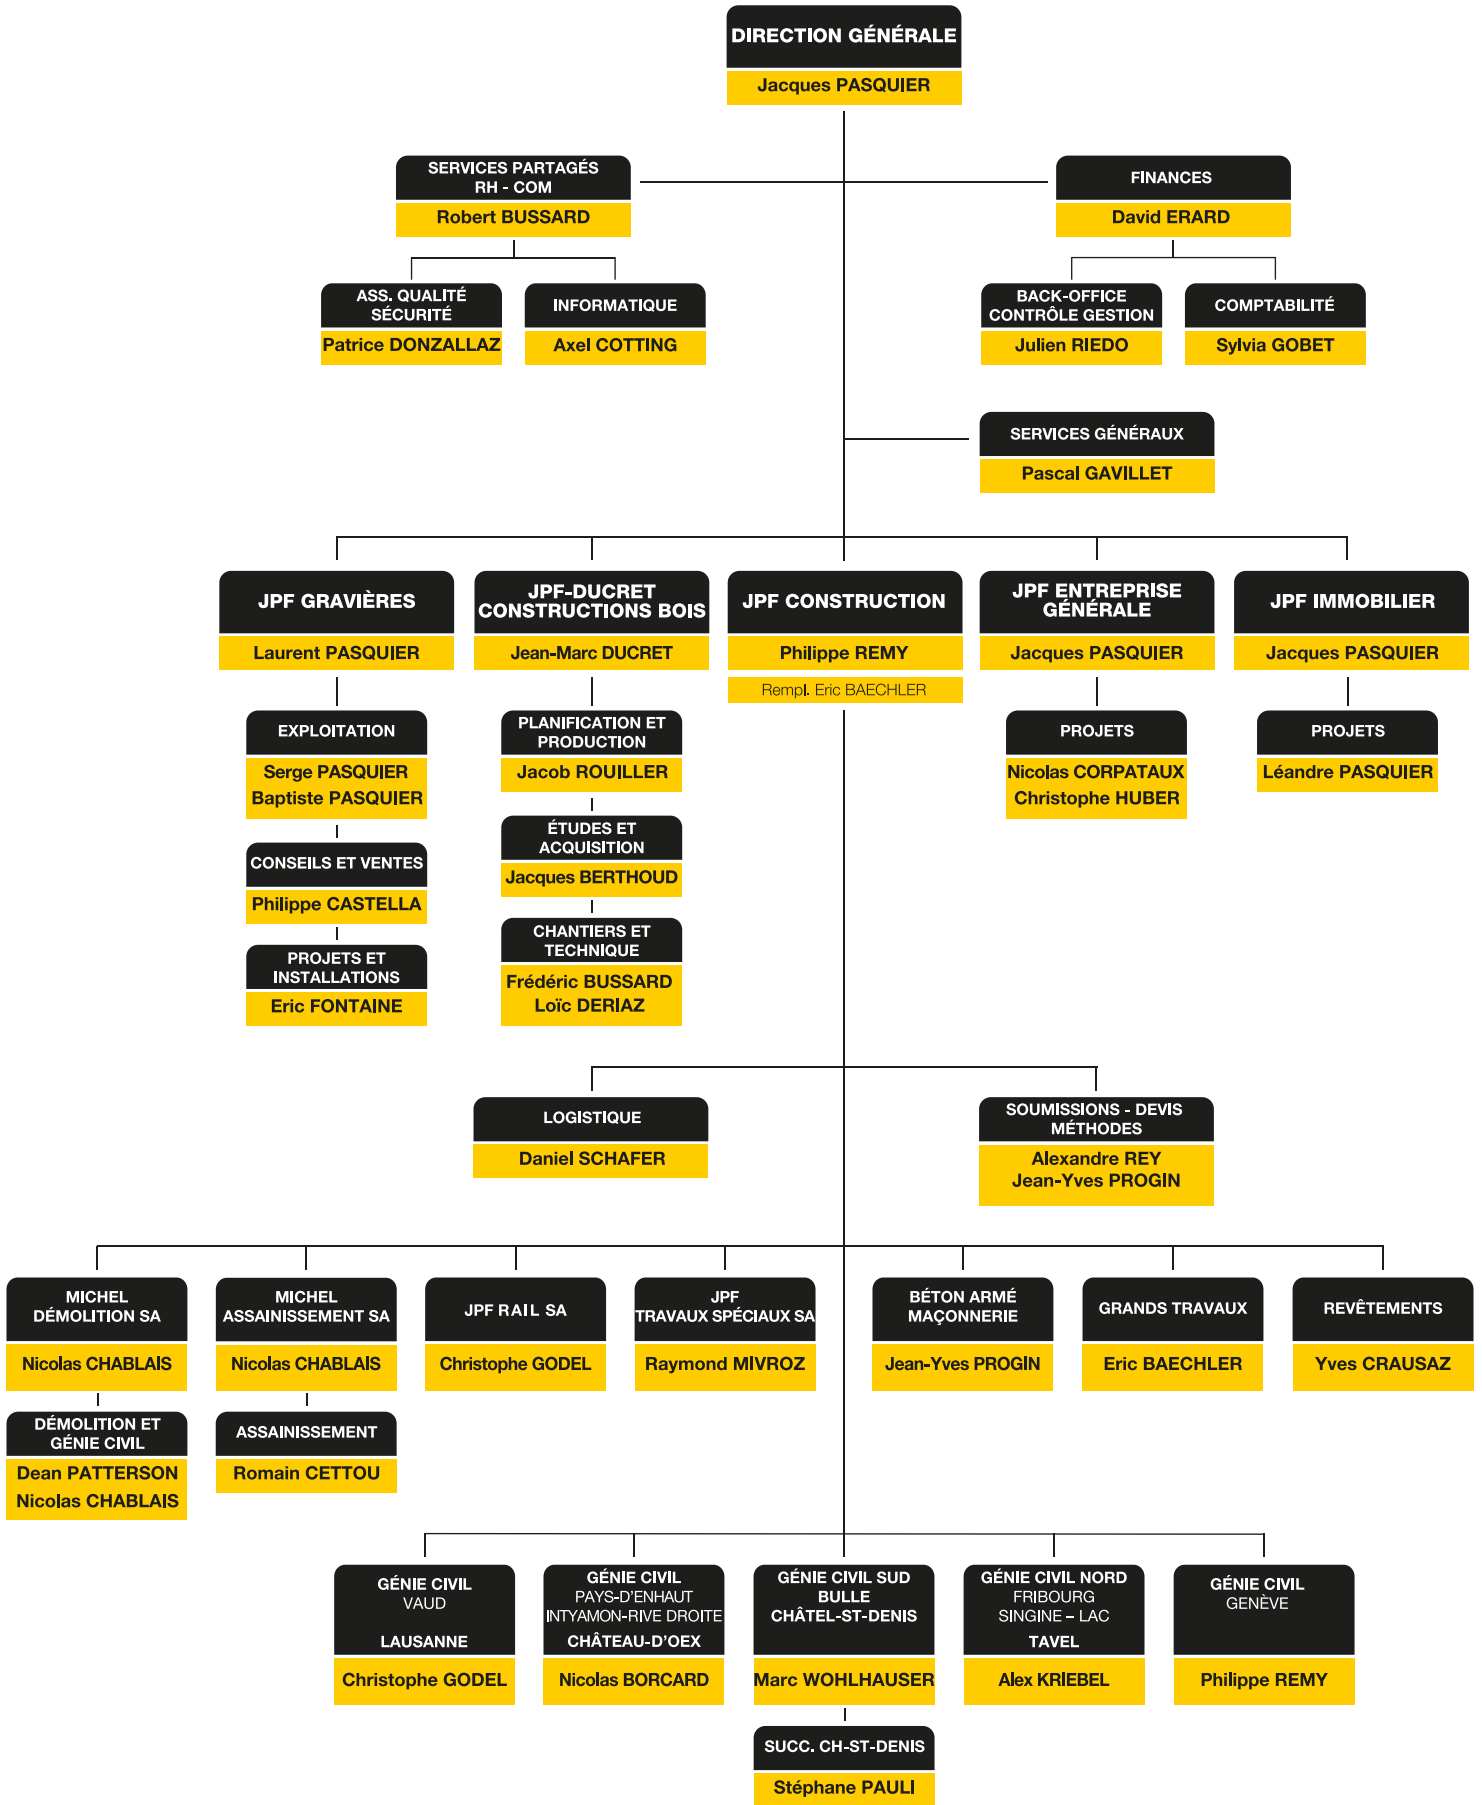 DIRECTION GÉNÉRALE
Jacques PASQUIER
SERVICES PARTAGÉS
RH - COM
Robert BUSSARD
FINANCES
David ERARD
ASS. QUALITÉ
SÉCURITÉ
Patrice DONZALLAZ
INFORMATIQUE
Axel COTTING
BACK-OFFICE
CONTRÔLE GESTION
Julien RIEDO
COMPTABILITÉ
Sylvia GOBET
SERVICES GÉNÉRAUX
Pascal GAVILLET
JPF GRAVIÈRES
Laurent PASQUIER
JPF-DUCRET
CONSTRUCTIONS BOIS
Jean-Marc DUCRET
JPF CONSTRUCTION
Philippe REMY
Rempl. Eric BAECHLER
JPF ENTREPRISE
GÉNÉRALE
Jacques PASQUIER
JPF IMMOBILIER
Jacques PASQUIER
EXPLOITATION
Serge PASQUIER
Baptiste PASQUIER
CONSEILS ET VENTES
Philippe CASTELLA
PROJETS ET
INSTALLATIONS
Eric FONTAINE
PLANIFICATION ET
PRODUCTION
Jacob ROUILLER
ÉTUDES ET
ACQUISITION
Jacques BERTHOUD
CHANTIERS ET
TECHNIQUE
Frédéric BUSSARD
Loïc DERIAZ
PROJETS
Nicolas CORPATAUX
Christophe HUBER
PROJETS
Léandre PASQUIER
LOGISTIQUE
Daniel SCHAFER
SOUMISSIONS - DEVIS
MÉTHODES
Alexandre REY
Jean-Yves PROGIN
MICHEL
DÉMOLITION SA
Nicolas CHABLAIS
MICHEL
ASSAINISSEMENT SA
Nicolas CHABLAIS
JPF RAIL SA
Christophe GODEL
JPF
TRAVAUX SPÉCIAUX SA
Raymond MIVROZ
BÉTON ARMÉ
MAÇONNERIE
Jean-Yves PROGIN
GRANDS TRAVAUX
Eric BAECHLER
REVÊTEMENTS
Yves CRAUSAZ
DÉMOLITION ET
GÉNIE CIVIL
Dean PATTERSON
Nicolas CHABLAIS
ASSAINISSEMENT
Romain CETTOU
GÉNIE CIVIL
VAUD
LAUSANNE
Christophe GODEL
GÉNIE CIVIL
PAYS-D'ENHAUT
INTYAMON-RIVE DROITE
CHÂTEAU-D'OEX
Nicolas BORCARD
GÉNIE CIVIL SUD
BULLE
CHÂTEL-ST-DENIS
Marc WOHLHAUSER
GÉNIE CIVIL NORD
FRIBOURG
SINGINE – LAC
TAVEL
Alex KRIEBEL
GÉNIE CIVIL
GENÈVE
Philippe REMY
SUCC. CH-ST-DENIS
Stéphane PAULI